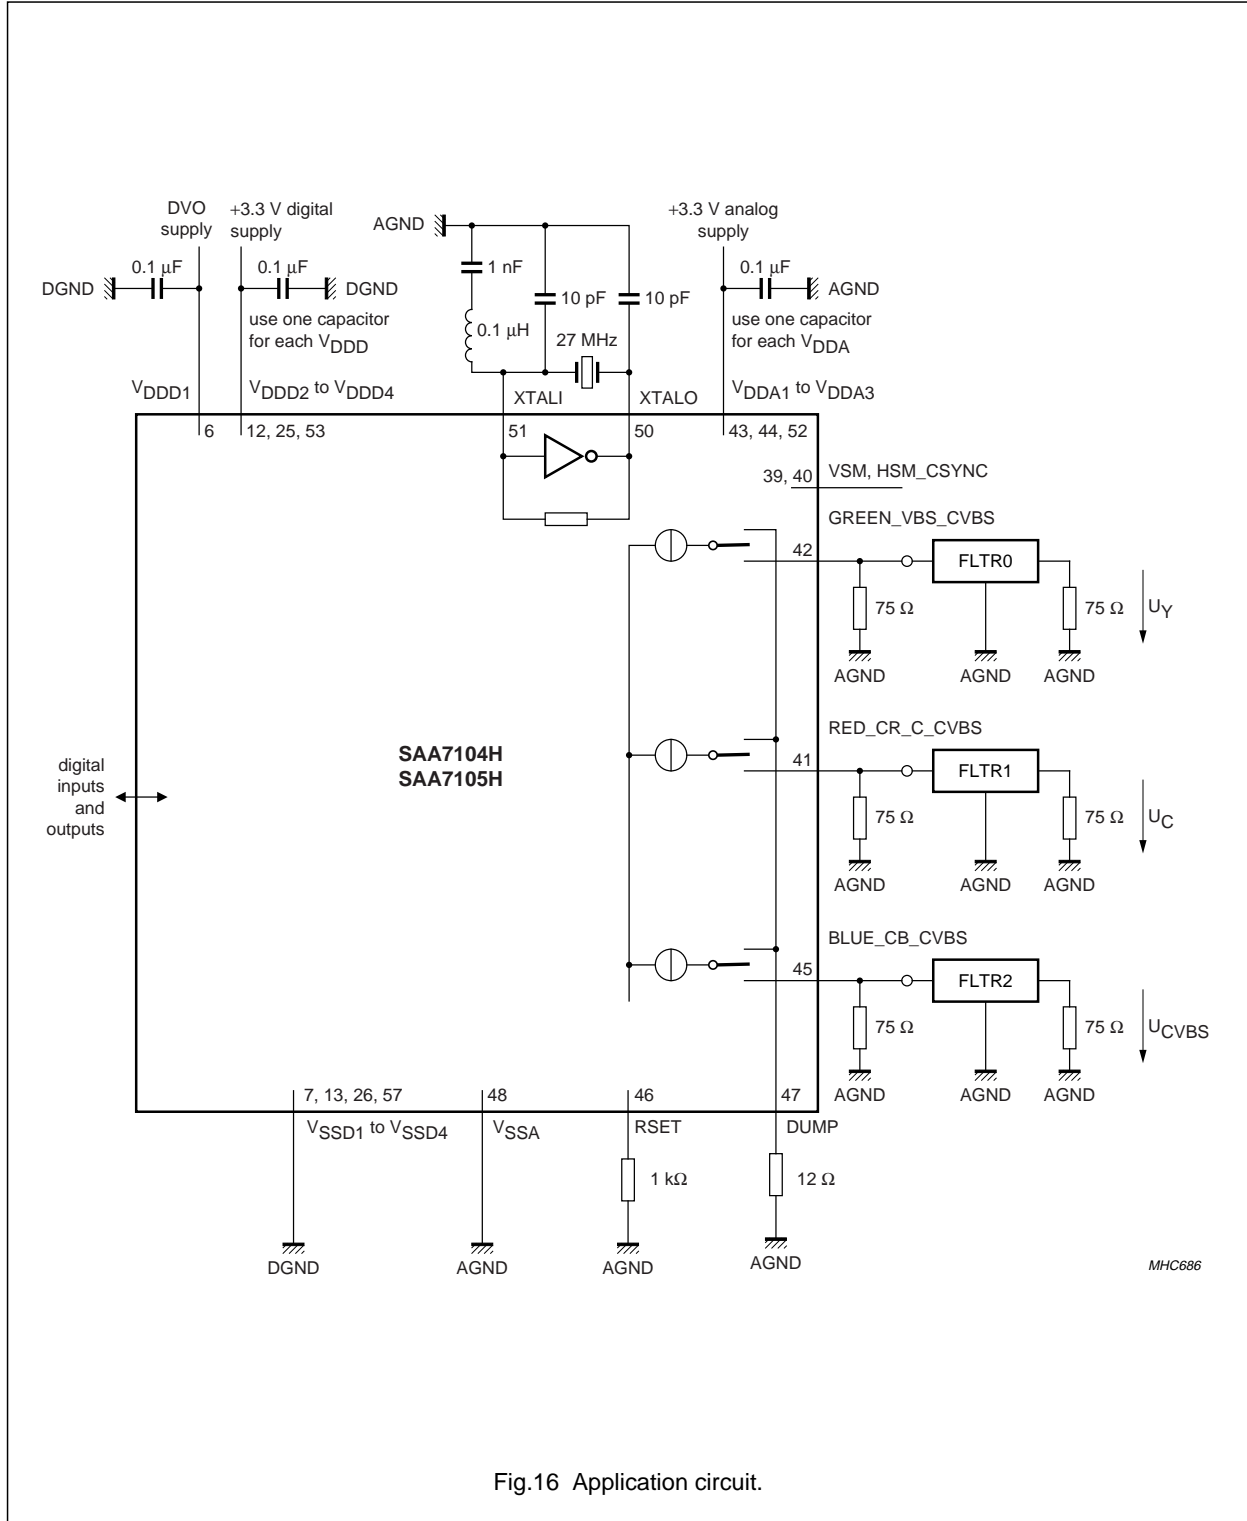 DVO
supply
+3.3 V digital
supply
AGND
+3.3 V analog
supply
0.1 μF
DGND
0.1 μF
DGND
use one capacitor
for each VDDD
1 nF
0.1 μH
10 pF
10 pF
27 MHz
0.1 μF
AGND
use one capacitor
for each VDDA
VDDD1
VDDD2 to VDDD4
XTALI
XTALO
VDDA1 to VDDA3
6
12, 25, 53
51
50
43, 44, 52
39, 40
VSM, HSM_CSYNC
GREEN_VBS_CVBS
42
FLTR0
75 Ω
75 Ω
UY
AGND
AGND
AGND
RED_CR_C_CVBS
SAA7104H
SAA7105H
41
FLTR1
digital
inputs
and
outputs
75 Ω
75 Ω
UC
AGND
AGND
AGND
BLUE_CB_CVBS
45
FLTR2
75 Ω
75 Ω
UCVBS
AGND
AGND
AGND
7, 13, 26, 57
48
46
47
VSSD1 to VSSD4
VSSA
RSET
DUMP
1 kΩ
12 Ω
DGND
AGND
AGND
AGND
MHC686
Fig.16 Application circuit.